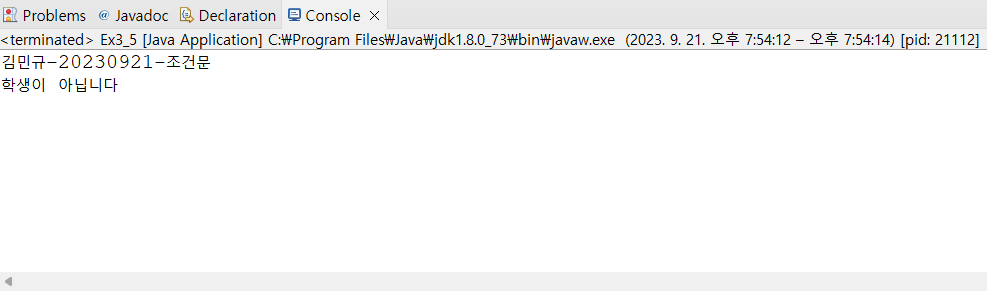 Problems @ Javadoc Declaration Console
<terminated> Ex3_5 [Java Application] C:₩Program Files₩Java₩jdk1.8.0_73₩bin₩javaw.exe (2023. 9. 21. 오후 7:54:12 – 오후 7:54:14) [pid: 21112]
김민규-20230921-조건문
학생이 아닙니다